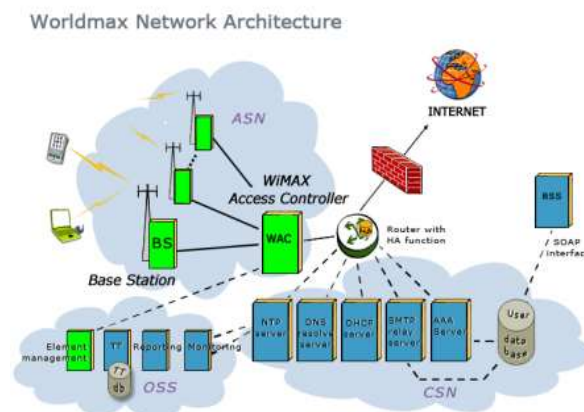 Worldmax Network Architecture
ASN
INTERNET
WiMAX
Access Controller
BS
WAC
HA
Router with
HA function
BSS
SOAP
interface
Base Station
Element
management
TT
Reporting
Monitoring
TT
db
OSS
NTP
server
DNS
resolve
server
DHCP
server
SMTP
relay
server
AAA
Server
User
data
base
CSN